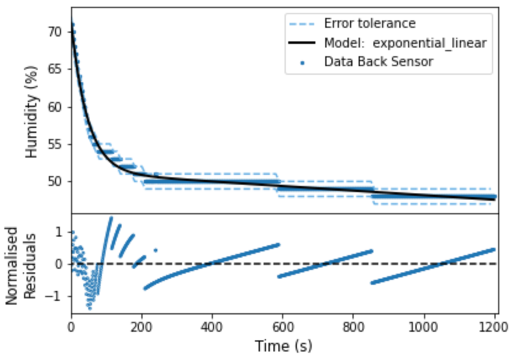 Error tolerance
Model: exponential_linear
Data Back Sensor
Humidity (%)
70
65
60
55
50
Normalised
Residuals
1
0
−1
0
200
400
600
800
1000
1200
Time (s)